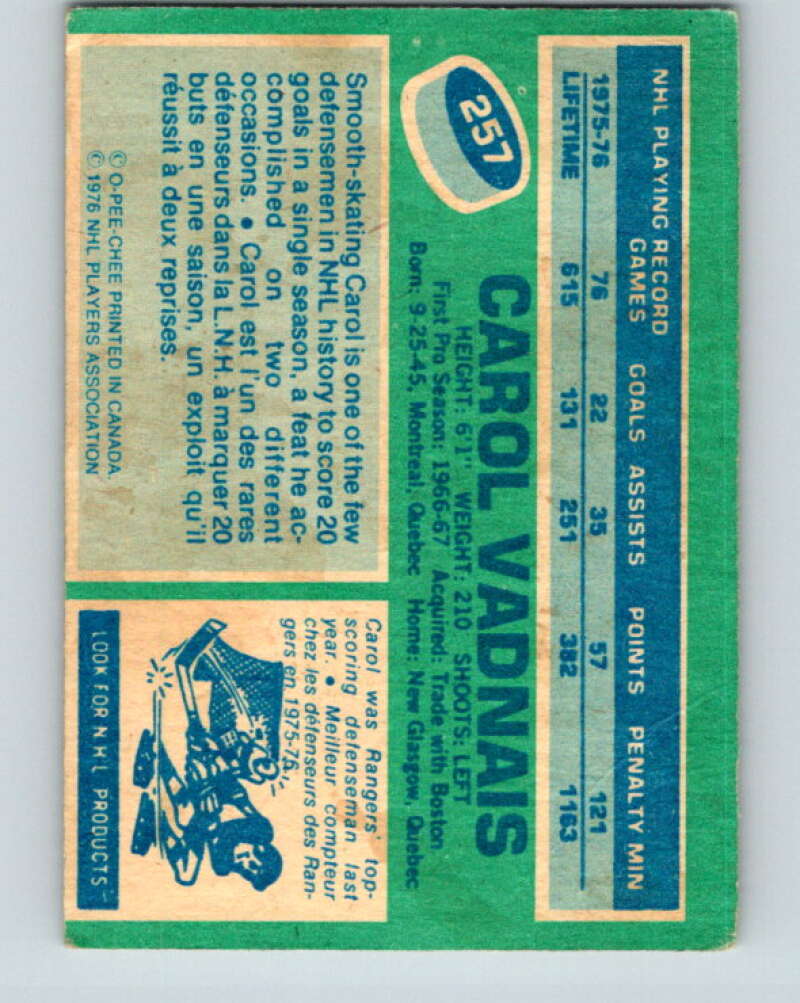 NHL PLAYING RECORD
GAMES GOALS ASSISTS POINTS PENALTY MIN
1975-76 76 22 35 57 121
LIFETIME 615 131 251 382 1163
257
CAROL VADNAIS
HEIGHT: 6'1" WEIGHT: 210 SHOOTS: LEFT
First Pro Season: 1966-67 Acquired: Trade with Boston
Born: 9-25-45, Montreal, Quebec Home: New Glasgow, Quebec
Smooth-skating Carol is one of the few
defensemen in NHL history to score 20
goals in a single season, a feat he ac-
complished on two different
occasions. • Carol est l'un des rares
défenseurs dans la L.N.H. à marquer 20
buts en une saison, un exploit qu'il
réussit à deux reprises.
© O-PEE-CHEE PRINTED IN CANADA.
© 1976 NHL PLAYERS ASSOCIATION
Carol was Rangers' top-
scoring defenseman last
year. • Meilleur compteur
chez les défenseurs des Ran-
gers en 1975-76.
LOOK FOR NHL PRODUCTS